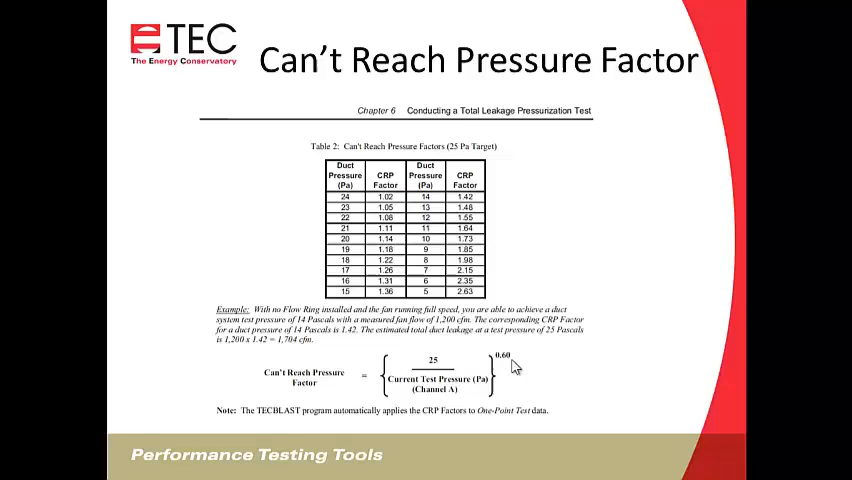 TEC
The Energy Conservatory
Can't Reach Pressure Factor
Chapter 6 Conducting a Total Leakage Pressurization Test
Table 2: Can't Reach Pressure Factors (25 Pa Target)
Duct Pressure (Pa) CRP Factor Duct Pressure (Pa) CRP Factor
24 1.02 14 1.42
23 1.05 13 1.48
22 1.08 12 1.55
21 1.11 11 1.64
20 1.14 10 1.73
19 1.18 9 1.85
18 1.22 8 1.98
17 1.26 7 2.15
16 1.31 6 2.35
15 1.36 5 2.63
Example: With no Flow Ring installed and the fan running full speed, you are able to achieve a duct
system test pressure of 14 Pascals with a measured fan flow of 1,200 cfm. The corresponding CRP Factor
for a duct pressure of 14 Pascals is 1.42. The estimated total duct leakage at a test pressure of 25 Pascals
is 1,200 x 1.42 = 1,704 cfm.
Can't Reach Pressure
Factor
=
25
Current Test Pressure (Pa)
(Channel A)
0.60
Note: The TECBLAST program automatically applies the CRP Factors to One-Point Test data.
Performance Testing Tools